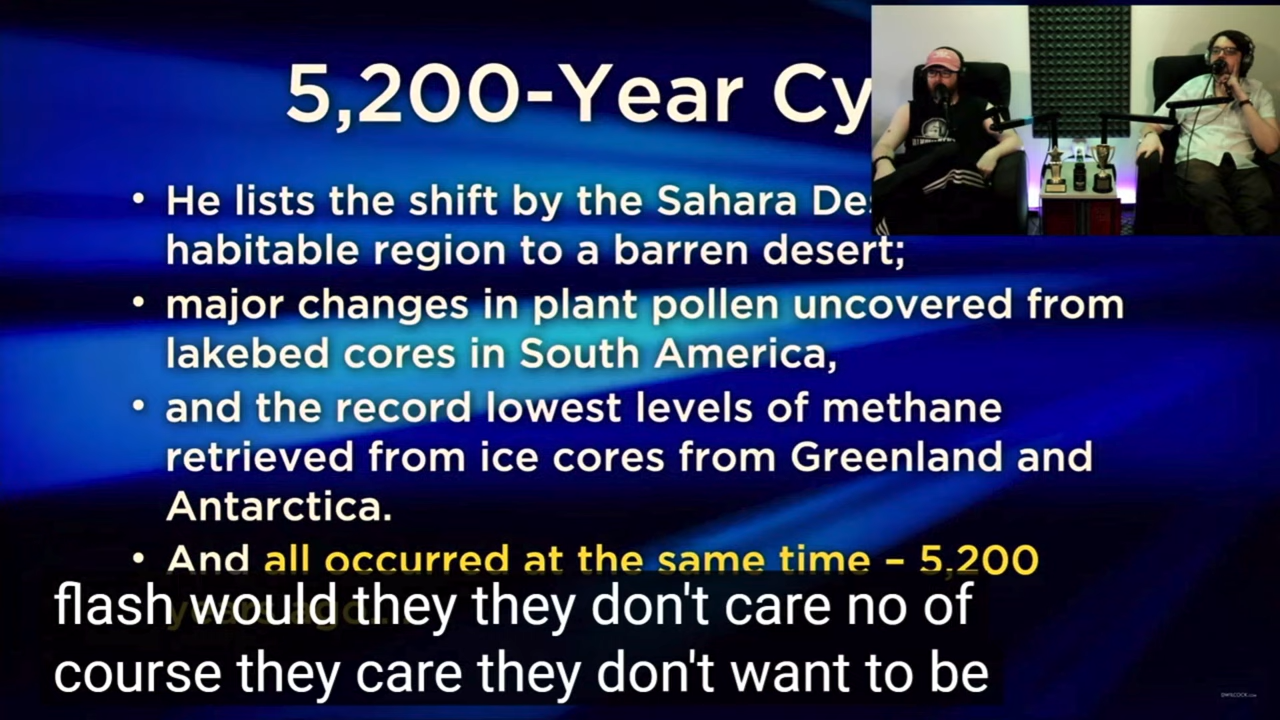 5,200-Year Cy
• He lists the shift by the Sahara De
habitable region to a barren desert;
• major changes in plant pollen uncovered from
lakebed cores in South America,
• and the record lowest levels of methane
retrieved from ice cores from Greenland and
Antarctica.
• And all occurred at the same time – 5,200
flash would they they don't care no of
course they care they don't want to be